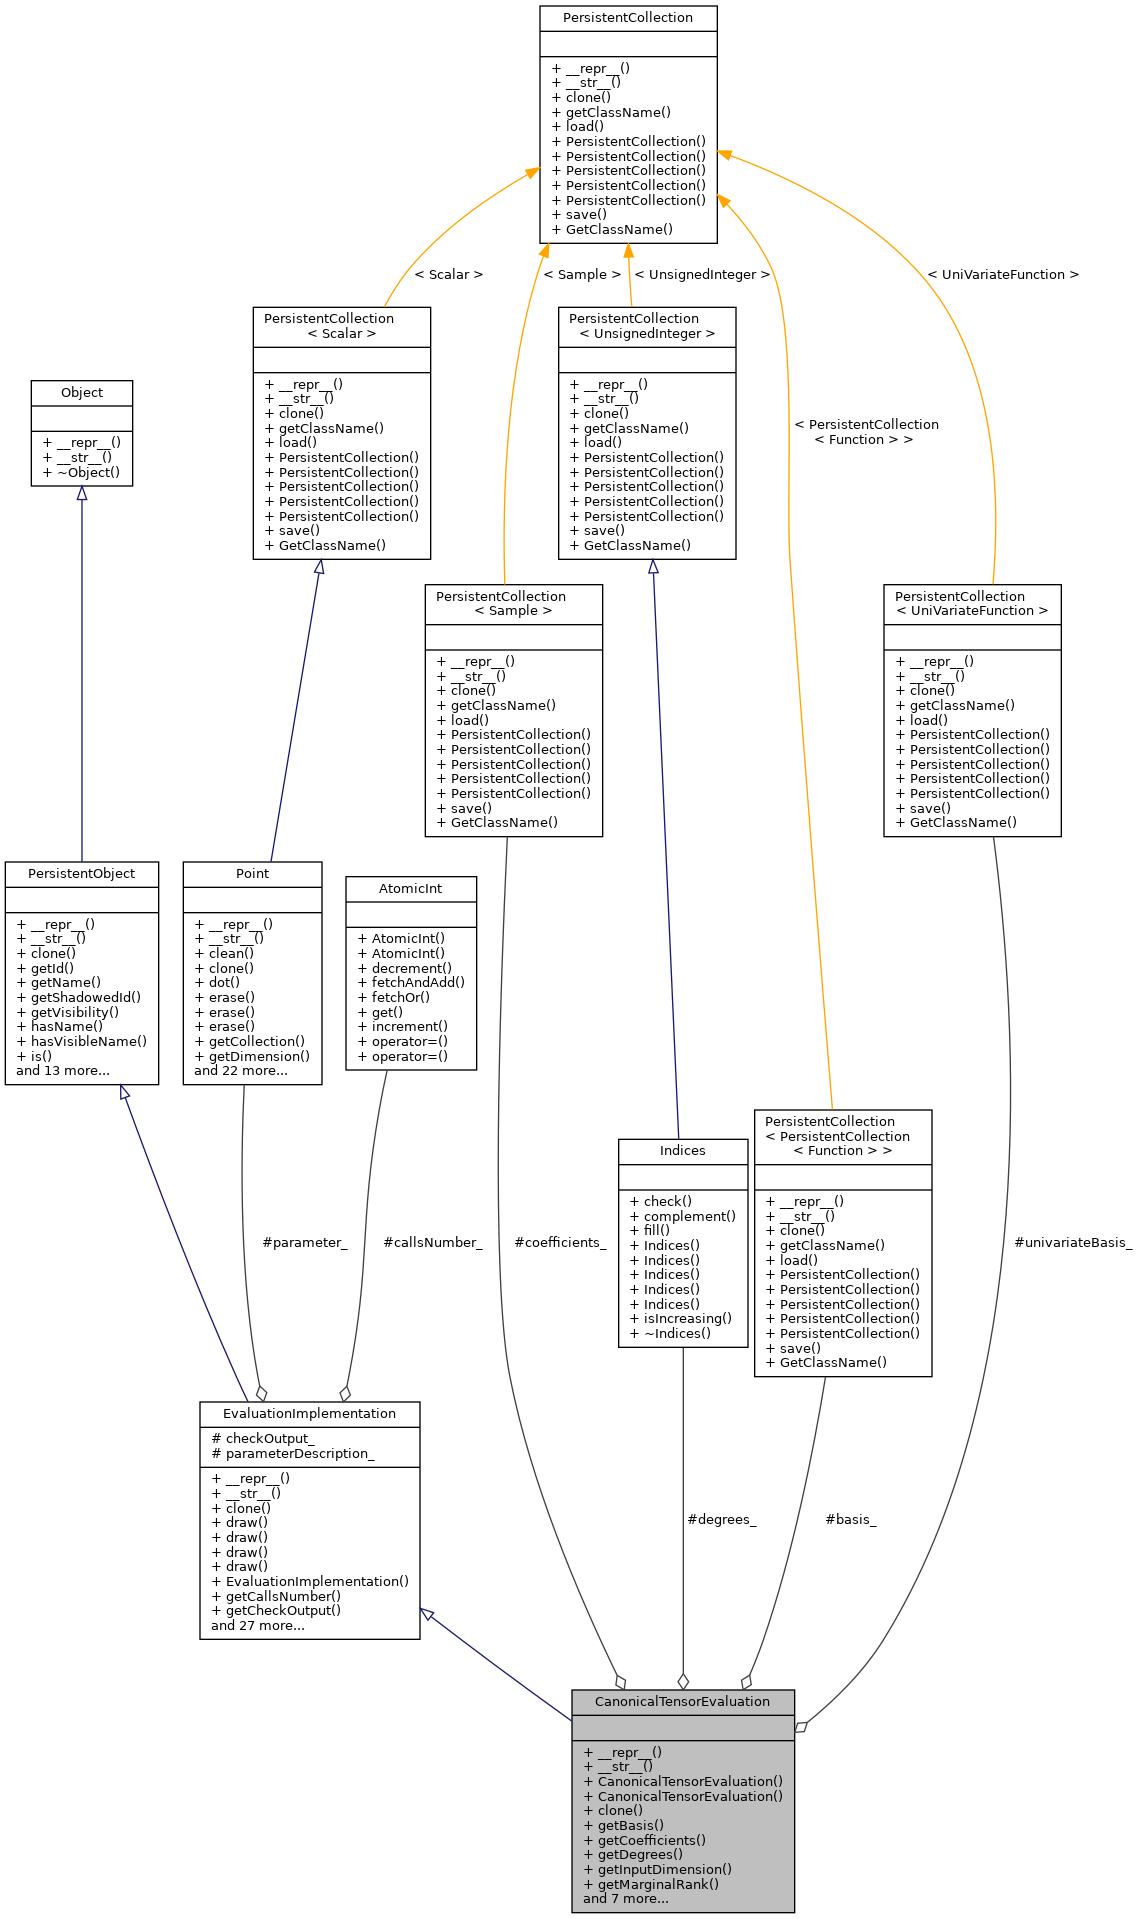 PersistentCollection
+ __repr__()
+ __str__()
+ clone()
+ getClassName()
+ load()
+ PersistentCollection()
+ PersistentCollection()
+ PersistentCollection()
+ PersistentCollection()
+ PersistentCollection()
+ save()
+ GetClassName()
< Scalar >
< Sample >
< UnsignedInteger >
< UniVariateFunction >
< PersistentCollection
< Function > >
PersistentCollection
< Scalar >
+ __repr__()
+ __str__()
+ clone()
+ getClassName()
+ load()
+ PersistentCollection()
+ PersistentCollection()
+ PersistentCollection()
+ PersistentCollection()
+ PersistentCollection()
+ save()
+ GetClassName()
PersistentCollection
< UnsignedInteger >
+ __repr__()
+ __str__()
+ clone()
+ getClassName()
+ load()
+ PersistentCollection()
+ PersistentCollection()
+ PersistentCollection()
+ PersistentCollection()
+ PersistentCollection()
+ save()
+ GetClassName()
Object
+ __repr__()
+ __str__()
+ ~Object()
PersistentCollection
< Sample >
+ __repr__()
+ __str__()
+ clone()
+ getClassName()
+ load()
+ PersistentCollection()
+ PersistentCollection()
+ PersistentCollection()
+ PersistentCollection()
+ PersistentCollection()
+ save()
+ GetClassName()
PersistentCollection
< UniVariateFunction >
+ __repr__()
+ __str__()
+ clone()
+ getClassName()
+ load()
+ PersistentCollection()
+ PersistentCollection()
+ PersistentCollection()
+ PersistentCollection()
+ PersistentCollection()
+ save()
+ GetClassName()
PersistentObject
+ __repr__()
+ __str__()
+ clone()
+ getId()
+ getName()
+ getShadowedId()
+ getVisibility()
+ hasName()
+ hasVisibleName()
+ is()
and 13 more...
Point
+ __repr__()
+ __str__()
+ clean()
+ clone()
+ dot()
+ erase()
+ erase()
+ erase()
+ getCollection()
+ getDimension()
and 22 more...
AtomicInt
+ AtomicInt()
+ AtomicInt()
+ decrement()
+ fetchAndAdd()
+ fetchOr()
+ get()
+ increment()
+ operator=()
+ operator=()
Indices
+ check()
+ complement()
+ fill()
+ Indices()
+ Indices()
+ Indices()
+ Indices()
+ Indices()
+ isIncreasing()
+ ~Indices()
PersistentCollection
< PersistentCollection
< Function > >
+ __repr__()
+ __str__()
+ clone()
+ getClassName()
+ load()
+ PersistentCollection()
+ PersistentCollection()
+ PersistentCollection()
+ PersistentCollection()
+ PersistentCollection()
+ save()
+ GetClassName()
#parameter_
#callsNumber_
#coefficients_
#univariateBasis_
EvaluationImplementation
# checkOutput_
# parameterDescription_
+ __repr__()
+ __str__()
+ clone()
+ draw()
+ draw()
+ draw()
+ draw()
+ EvaluationImplementation()
+ getCallsNumber()
+ getCheckOutput()
and 27 more...
#degrees_
#basis_
CanonicalTensorEvaluation
+ __repr__()
+ __str__()
+ CanonicalTensorEvaluation()
+ CanonicalTensorEvaluation()
+ clone()
+ getBasis()
+ getCoefficients()
+ getDegrees()
+ getInputDimension()
+ getMarginalRank()
and 7 more...